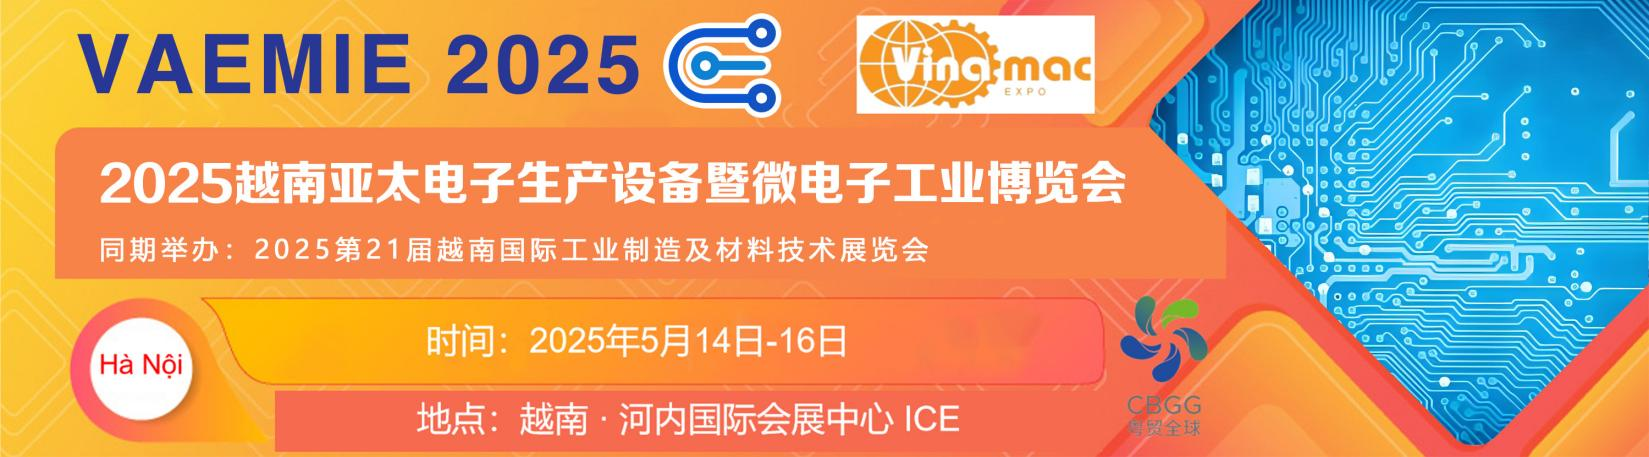 VAEMIE 2025
Vinamac
EXPO
2025越南亚太电子生产设备暨微电子工业博览会
同期举办：2025第21届越南国际工业制造及材料技术展览会
Hà Nội
时间：2025年5月14日-16日
地点：越南 · 河内国际会展中心 ICE
CBGG
粤贸全球